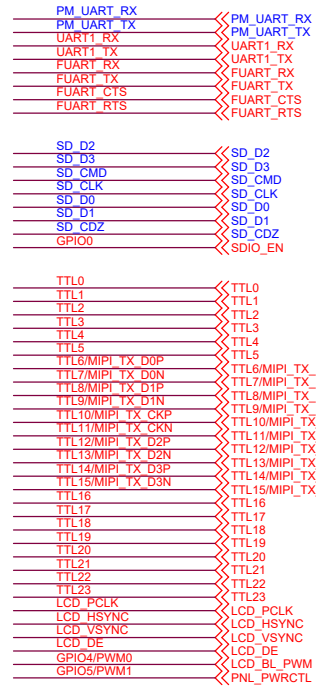 PM_UART_RX PM_UART_RX
PM_UART_TX PM_UART_TX
UART1_RX UART1_RX
UART1_TX UART1_TX
FUART_RX FUART_RX
FUART_TX FUART_TX
FUART_CTS FUART_CTS
FUART_RTS FUART_RTS
SD_D2 SD_D2
SD_D3 SD_D3
SD_CMD SD_CMD
SD_CLK SD_CLK
SD_D0 SD_D0
SD_D1 SD_D1
SD_CDZ SD_CDZ
GPIO0 SDIO_EN
TTL0 TTL0
TTL1 TTL1
TTL2 TTL2
TTL3 TTL3
TTL4 TTL4
TTL5 TTL5
TTL6/MIPI_TX_D0P TTL6/MIPI_TX_
TTL7/MIPI_TX_D0N TTL7/MIPI_TX_
TTL8/MIPI_TX_D1P TTL8/MIPI_TX_
TTL9/MIPI_TX_D1N TTL9/MIPI_TX_
TTL10/MIPI_TX_CKP TTL10/MIPI_TX
TTL11/MIPI_TX_CKN TTL11/MIPI_TX
TTL12/MIPI_TX_D2P TTL12/MIPI_TX
TTL13/MIPI_TX_D2N TTL13/MIPI_TX
TTL14/MIPI_TX_D3P TTL14/MIPI_TX
TTL15/MIPI_TX_D3N TTL15/MIPI_TX
TTL16 TTL16
TTL17 TTL17
TTL18 TTL18
TTL19 TTL19
TTL20 TTL20
TTL21 TTL21
TTL22 TTL22
TTL23 TTL23
LCD_PCLK LCD_PCLK
LCD_HSYNC LCD_HSYNC
LCD_VSYNC LCD_VSYNC
LCD_DE LCD_DE
GPIO4/PWM0 LCD_BL_PWM
GPIO5/PWM1 PNL_PWRCTL